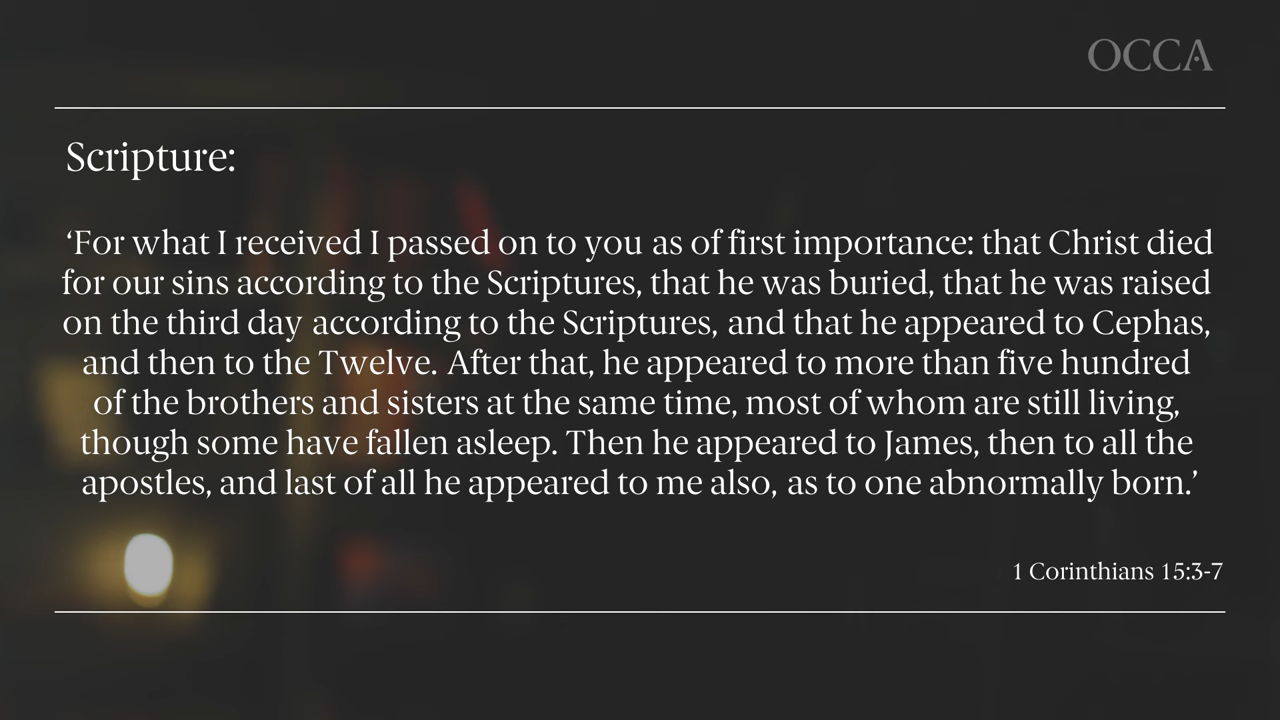 OCCA
Scripture:
‘For what I received I passed on to you as of first importance: that Christ died
for our sins according to the Scriptures, that he was buried, that he was raised
on the third day according to the Scriptures, and that he appeared to Cephas,
and then to the Twelve. After that, he appeared to more than five hundred
of the brothers and sisters at the same time, most of whom are still living,
though some have fallen asleep. Then he appeared to James, then to all the
apostles, and last of all he appeared to me also, as to one abnormally born.’
1 Corinthians 15:3-7